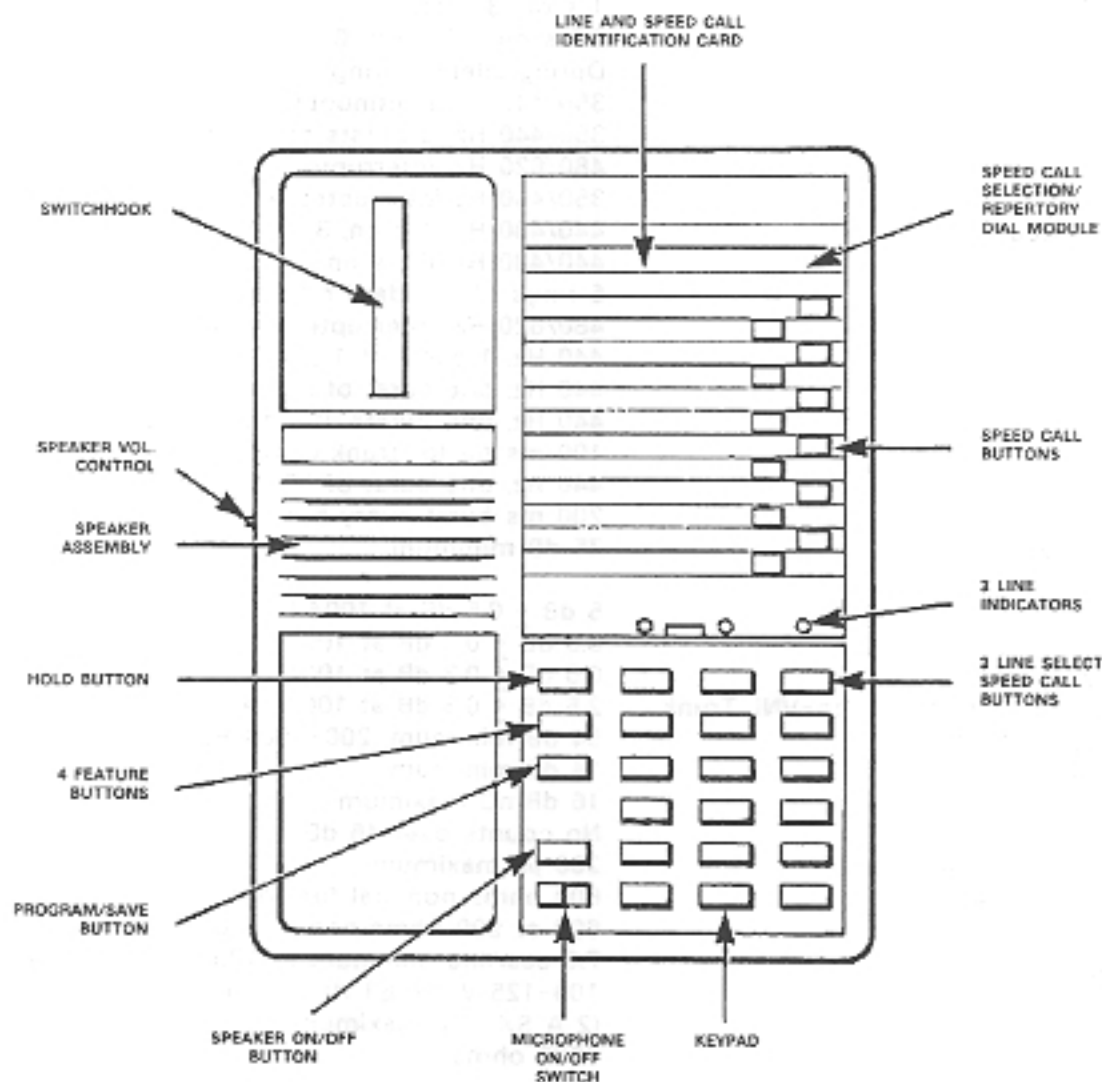 LINE AND SPEED CALL
IDENTIFICATION CARD
SWITCHHOOK
SPEED CALL
SELECTION/
REPERTORY
DIAL MODULE
SPEAKER VOL.
CONTROL
SPEED CALL
BUTTONS
SPEAKER
ASSEMBLY
3 LINE
INDICATORS
HOLD BUTTON
3 LINE SELECT
SPEED CALL
BUTTONS
4 FEATURE
BUTTONS
PROGRAM/SAVE
BUTTON
SPEAKER ON/OFF
BUTTON
MICROPHONE
ON/OFF
SWITCH
KEYPAD